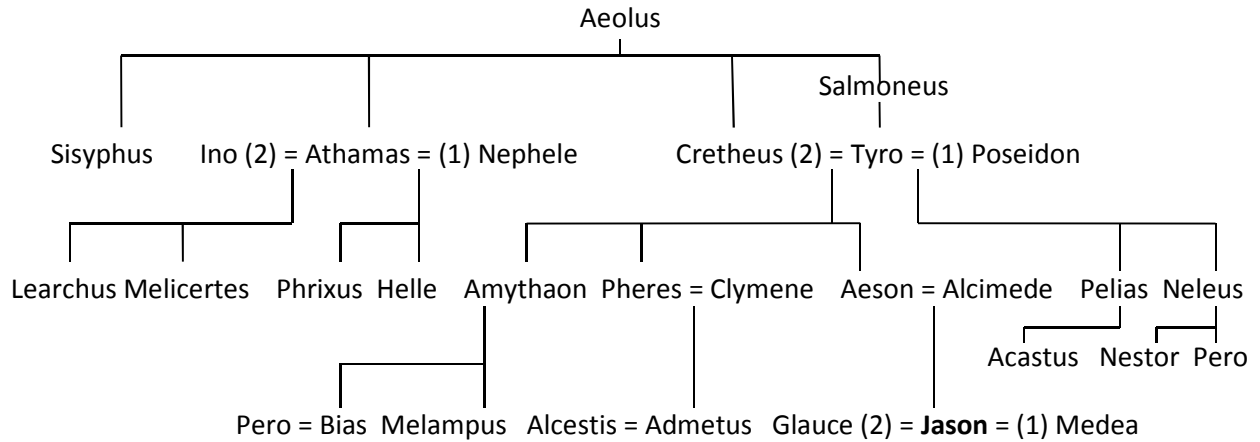 Aeolus
Salmoneus
Sisyphus Ino (2) = Athamas = (1) Nephele Cretheus (2) = Tyro = (1) Poseidon
Learchus Melicertes Phrixus Helle Amythaon Pheres = Clymene Aeson = Alcimede Pelias Neleus
Acastus Nestor Pero
Pero = Bias Melampus Alcestis = Admetus Glauce (2) = Jason = (1) Medea